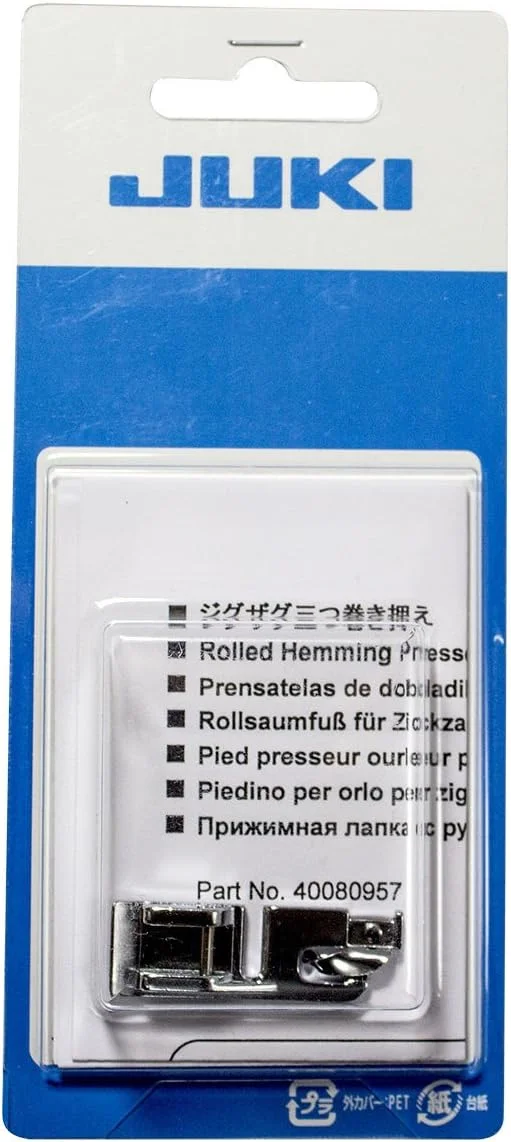 JUKI
■ ジグザグ三つ巻き押え
■ Rolled Hemming Presse
■ Prensatelas de dobladil
■ Rollsaumfuß für Zickza
■ Pied presseur ourleur p
■ Piedino per orlo per zig
■ Прижимная лапка с ру
Part No. 40080957
プラ 外カバー:PET 紙 台紙